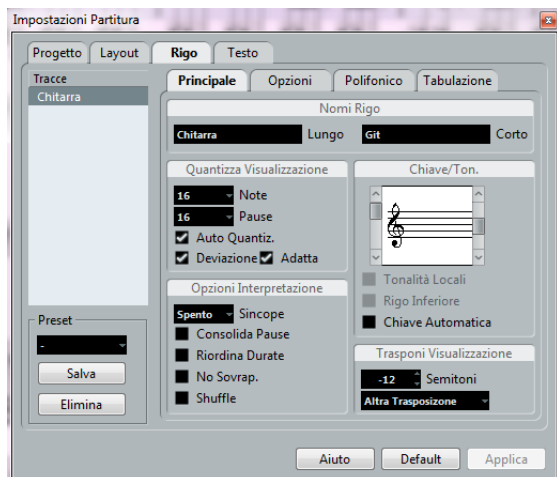 Impostazioni Partitura
Progetto Layout Rigo Testo
Tracce
Chitarra
Principale Opzioni Polifonico Tabulazione
Nomi Rigo
Chitarra Lungo Git Corto
Quantizza Visualizzazione
16 Note
16 Pause
Auto Quantiz.
Deviazione Adatta
Chiave/Ton.
Tonalità Locali
Rigo Inferiore
Chiave Automatica
Opzioni Interpretazione
Spento Sincope
Consolida Pause
Riordina Durate
No Sovrap.
Shuffle
Trasponi Visualizzazione
-12 Semitoni
Altra Trasposizone
Preset
-
Salva
Elimina
Aiuto Default Applica